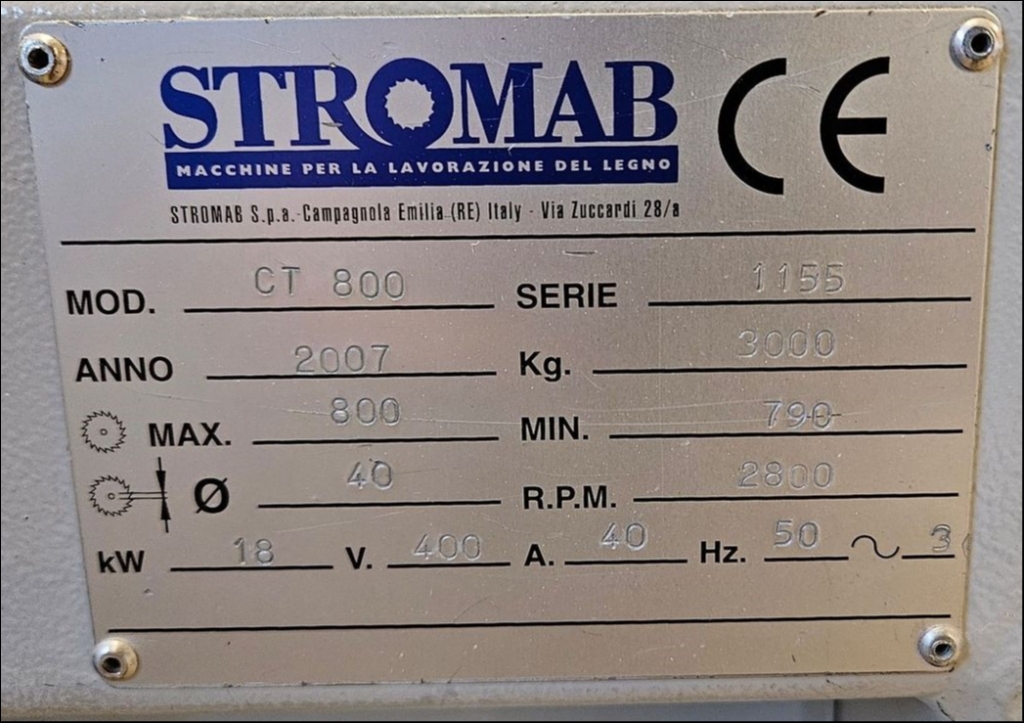 STROMAB
MACCHINE PER LA LAVORAZIONE DEL LEGNO
CE
STROMAB S.p.a.-Campagnola Emilia (RE) Italy - Via Zuccardi 28/a
MOD. CT 800 SERIE 1155
ANNO 2007 Kg. 3000
MAX. 800 MIN. 790
Ø 40 R.P.M. 2800
kW 18 V. 400 A. 40 Hz. 50 ~ 3